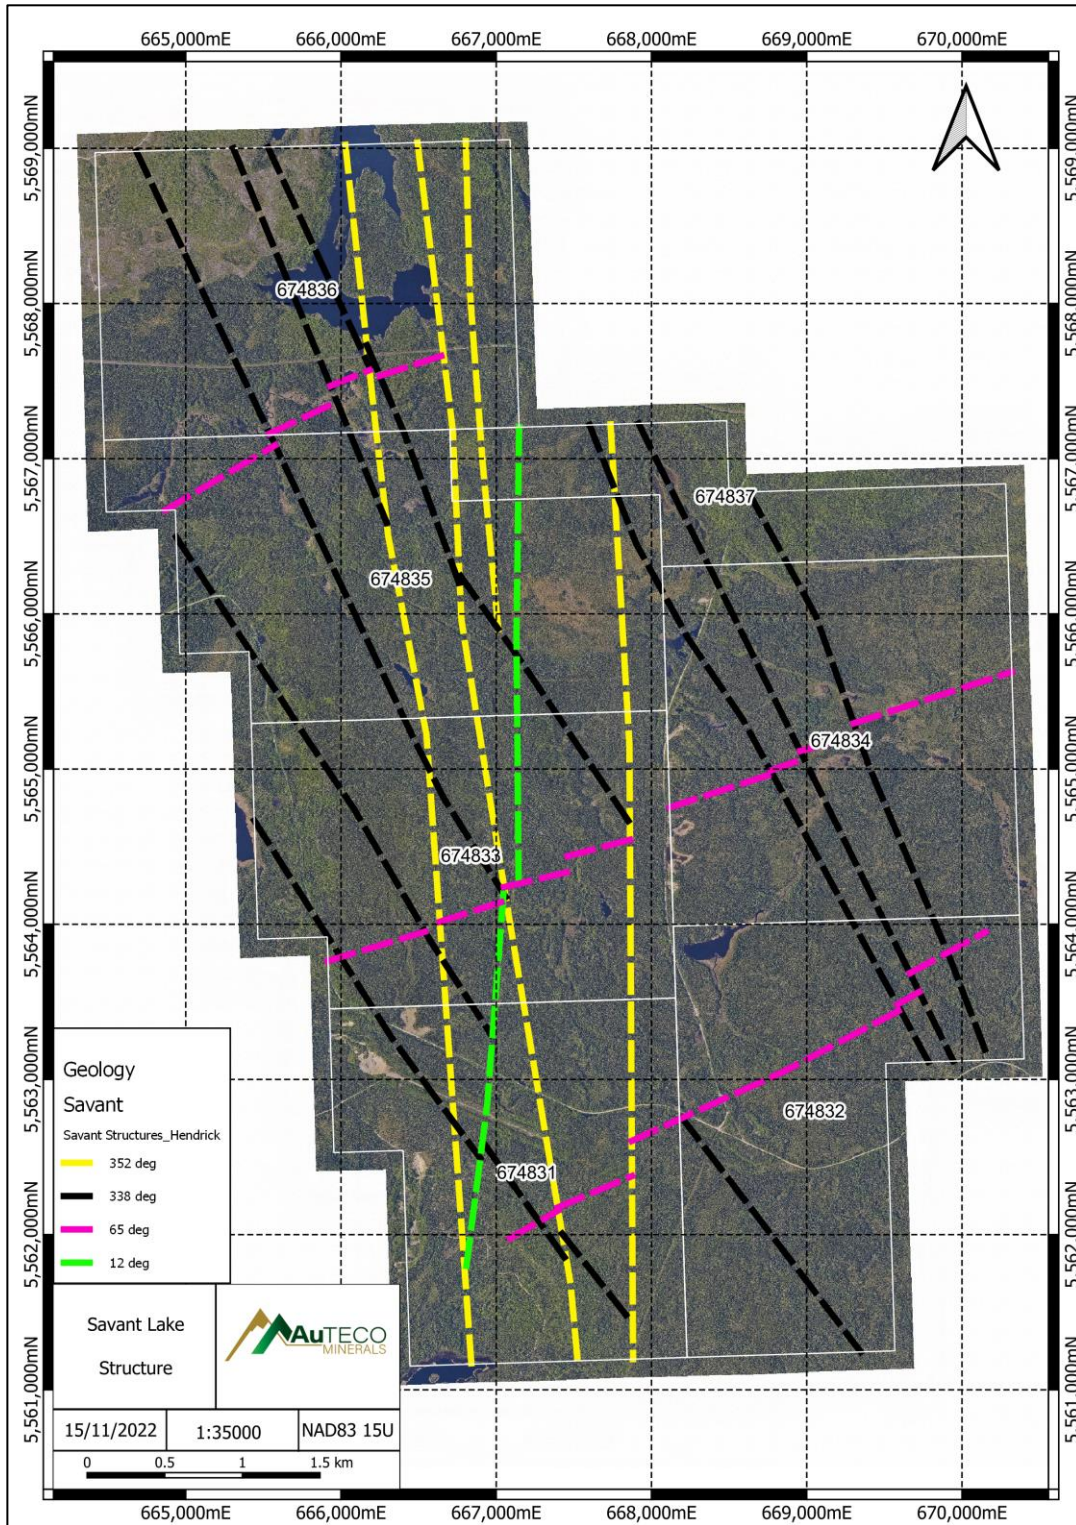 665,000mE 666,000mE 667,000mE 668,000mE 669,000mE 670,000mE
5,569,000mN
5,569,000mN
5,568,000mN
5,568,000mN
5,567,000mN
5,567,000mN
5,566,000mN
5,566,000mN
5,565,000mN
5,565,000mN
5,564,000mN
5,564,000mN
5,563,000mN
5,563,000mN
5,562,000mN
5,562,000mN
5,561,000mN
5,561,000mN
674836
674837
674835
674834
674833
674832
674831
Geology
Savant
Savant Structures_Hendrick
352 deg
338 deg
65 deg
12 deg
Savant Lake
Structure
AuTECO
MINERALS
15/11/2022 1:35000 NAD83 15U
0 0.5 1 1.5 km
665,000mE 666,000mE 667,000mE 668,000mE 669,000mE 670,000mE